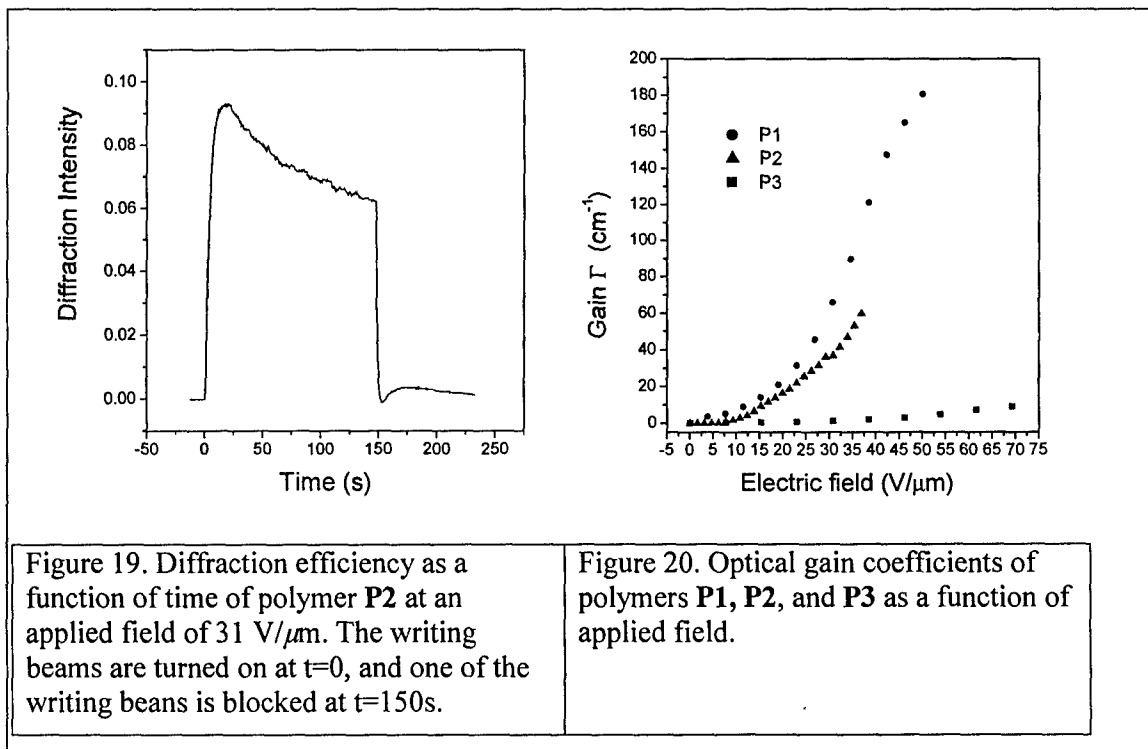 0.10
0.08
0.06
0.04
0.02
0.00
Diffraction Intensity
-50 0 50 100 150 200 250
Time (s)
200
180
160
140
120
100
80
60
40
20
0
Gain Γ (cm⁻¹)
P1
P2
P3
-5 0 5 10 15 20 25 30 35 40 45 50 55 60 65 70 75
Electric field (V/μm)
Figure 19. Diffraction efficiency as a
function of time of polymer P2 at an
applied field of 31 V/μm. The writing
beams are turned on at t=0, and one of the
writing beans is blocked at t=150s.
Figure 20. Optical gain coefficients of
polymers P1, P2, and P3 as a function of
applied field.